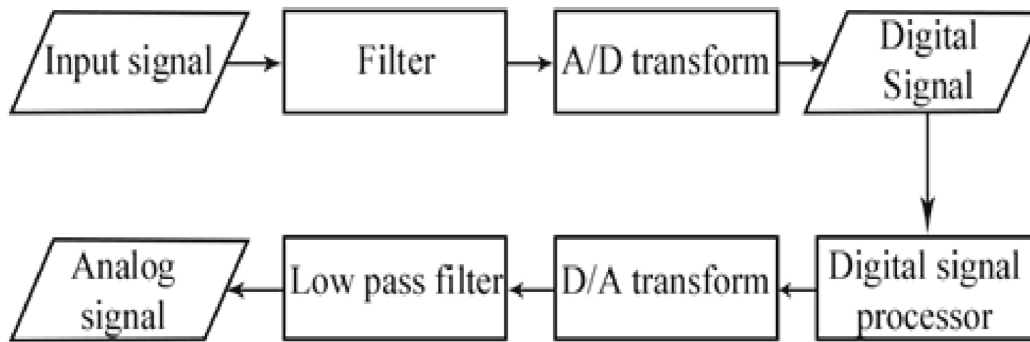 Input signal
Filter
A/D transform
Digital
Signal
Analog
signal
Low pass filter
D/A transform
Digital signal
processor